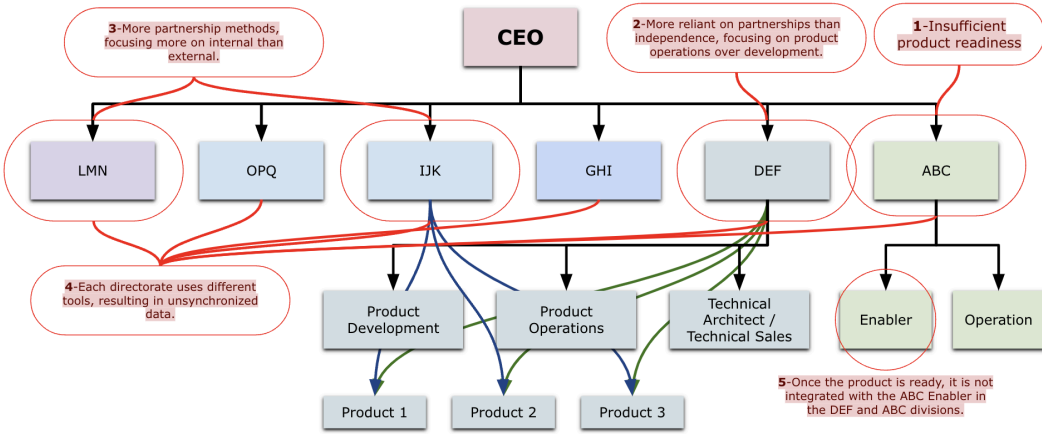 3-More partnership methods,
focusing more on internal than
external.
CEO
2-More reliant on partnerships than
independence, focusing on product
operations over development.
1-Insufficient
product readiness
LMN
OPQ
IJK
GHI
DEF
ABC
4-Each directorate uses different
tools, resulting in unsynchronized
data.
Product
Development
Product
Operations
Technical
Architect /
Technical Sales
Enabler
Operation
5-Once the product is ready, it is not
integrated with the ABC Enabler in
the DEF and ABC divisions.
Product 1
Product 2
Product 3